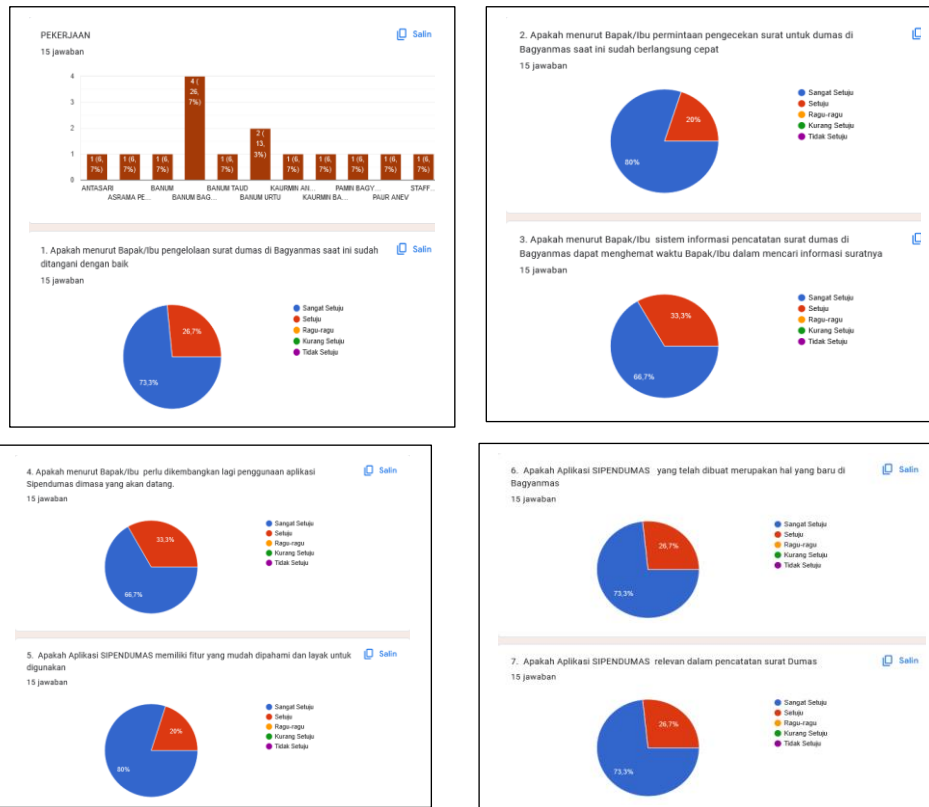 PEKERJAAN
Salin
15 jawaban
4
3
2
1
0
1 (6, 7%)
1 (6, 7%)
1 (6, 7%)
4 ( 26, 7%)
1 (6, 7%)
2 ( 13, 3%)
1 (6, 7%)
1 (6, 7%)
1 (6, 7%)
1 (6, 7%)
1 (6, 7%)
ANTASARI
ASRAMA PE...
BANUM
BANUM BAG...
BANUM TAUD
BANUM URTU
KAURMIN AN...
KAURMIN BA...
PAMIN BAGY...
PAUR ANEV
STAFF...
1. Apakah menurut Bapak/Ibu pengelolaan surat dumas di Bagyanmas saat ini sudah
ditangani dengan baik
Salin
15 jawaban
26,7%
73,3%
Sangat Setuju
Setuju
Ragu-ragu
Kurang Setuju
Tidak Setuju
2. Apakah menurut Bapak/Ibu permintaan pengecekan surat untuk dumas di
Bagyanmas saat ini sudah berlangsung cepat
15 jawaban
20%
80%
Sangat Setuju
Setuju
Ragu-ragu
Kurang Setuju
Tidak Setuju
3. Apakah menurut Bapak/Ibu sistem informasi pencatatan surat dumas di
Bagyanmas dapat menghemat waktu Bapak/Ibu dalam mencari informasi suratnya
15 jawaban
33,3%
66,7%
Sangat Setuju
Setuju
Ragu-ragu
Kurang Setuju
Tidak Setuju
4. Apakah menurut Bapak/Ibu perlu dikembangkan lagi penggunaan aplikasi
Sipendumas dimasa yang akan datang.
Salin
15 jawaban
33,3%
66,7%
Sangat Setuju
Setuju
Ragu-ragu
Kurang Setuju
Tidak Setuju
5. Apakah Aplikasi SIPENDUMAS memiliki fitur yang mudah dipahami dan layak untuk
digunakan
Salin
15 jawaban
20%
80%
Sangat Setuju
Setuju
Ragu-ragu
Kurang Setuju
Tidak Setuju
6. Apakah Aplikasi SIPENDUMAS yang telah dibuat merupakan hal yang baru di
Bagyanmas
Salin
15 jawaban
26,7%
73,3%
Sangat Setuju
Setuju
Ragu-ragu
Kurang Setuju
Tidak Setuju
7. Apakah Aplikasi SIPENDUMAS relevan dalam pencatatan surat Dumas
Salin
15 jawaban
26,7%
73,3%
Sangat Setuju
Setuju
Ragu-ragu
Kurang Setuju
Tidak Setuju